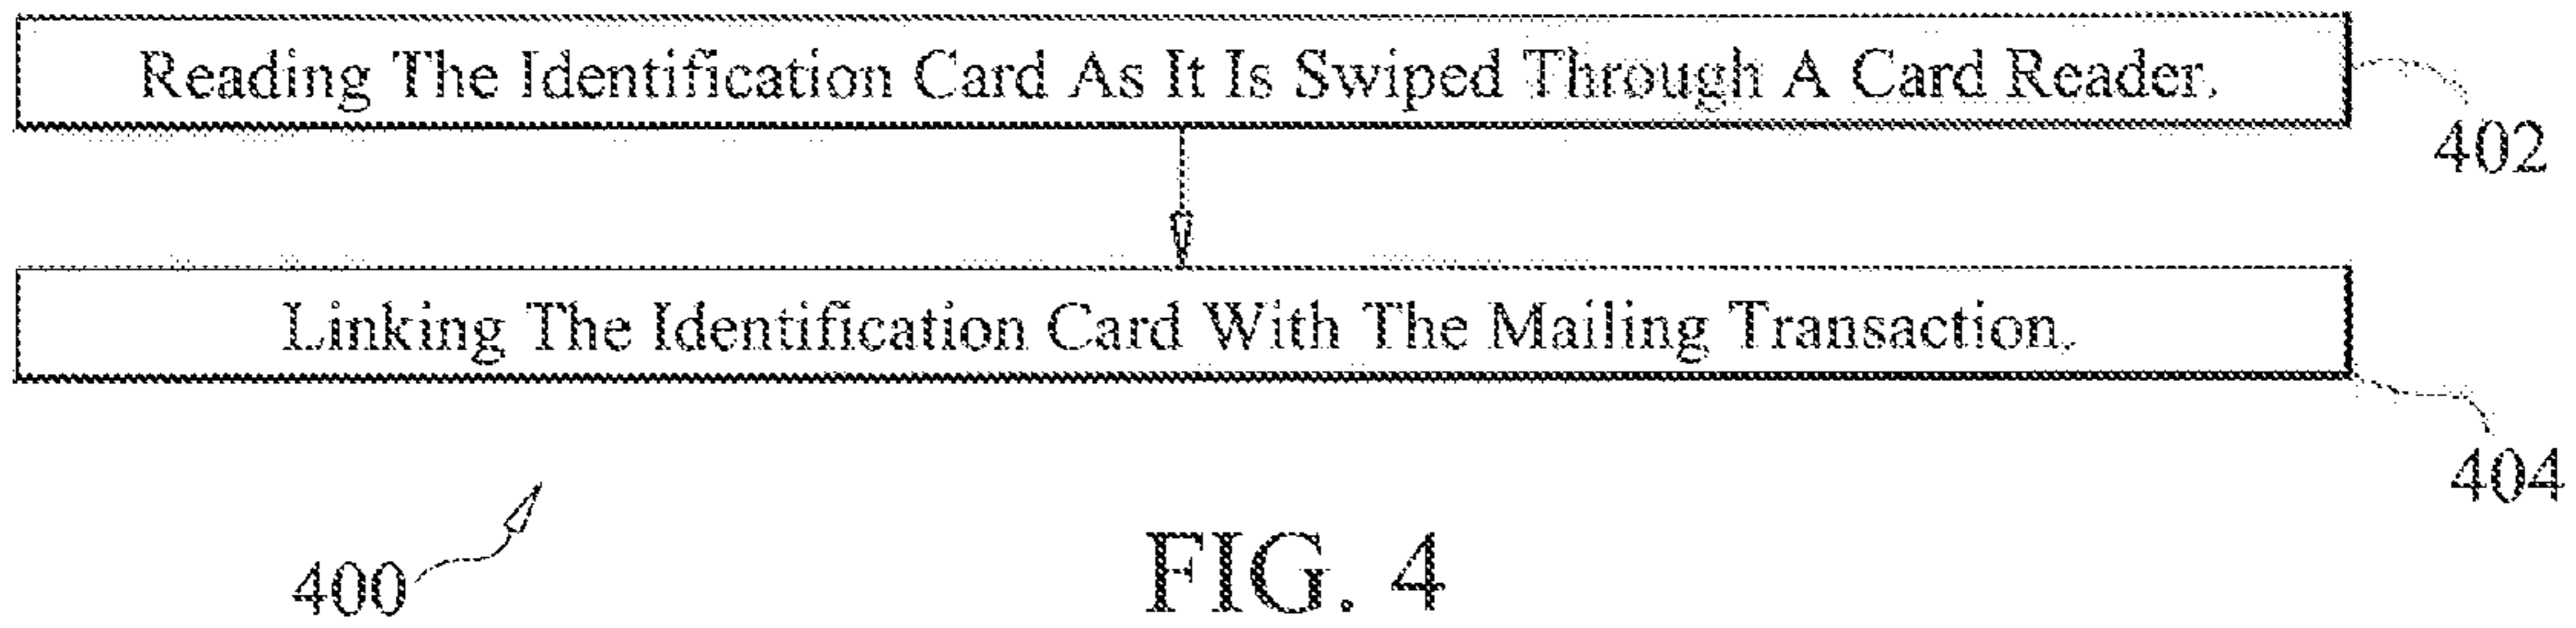 Reading The Identification Card As It Is Swiped Through A Card Reader.
402
Linking The Identification Card With The Mailing Transaction.
404
400
FIG. 4